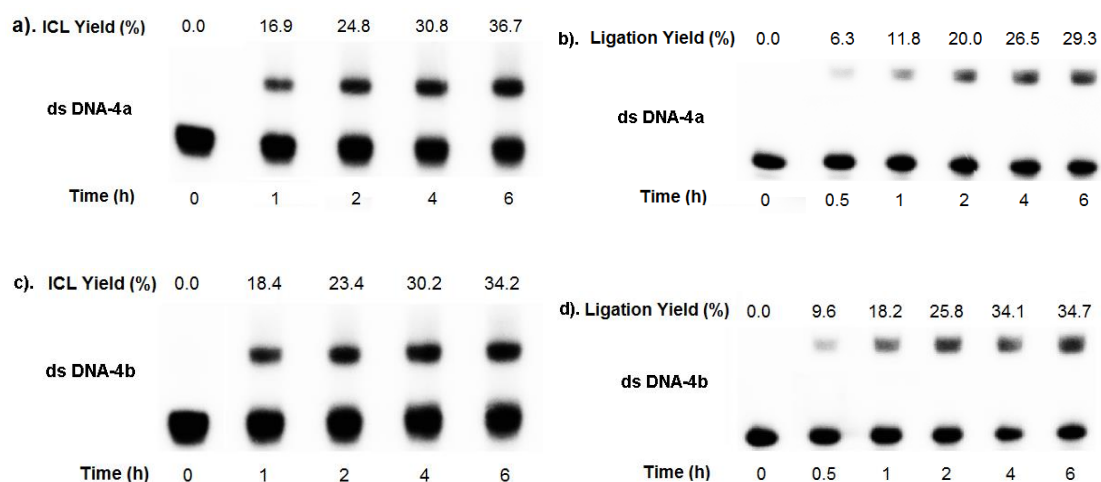 a). ICL Yield (%) 0.0 16.9 24.8 30.8 36.7
ds DNA-4a
Time (h) 0 1 2 4 6
b). Ligation Yield (%) 0.0 6.3 11.8 20.0 26.5 29.3
ds DNA-4a
Time (h) 0 0.5 1 2 4 6
c). ICL Yield (%) 0.0 18.4 23.4 30.2 34.2
ds DNA-4b
Time (h) 0 1 2 4 6
d). Ligation Yield (%) 0.0 9.6 18.2 25.8 34.1 34.7
ds DNA-4b
Time (h) 0 0.5 1 2 4 6